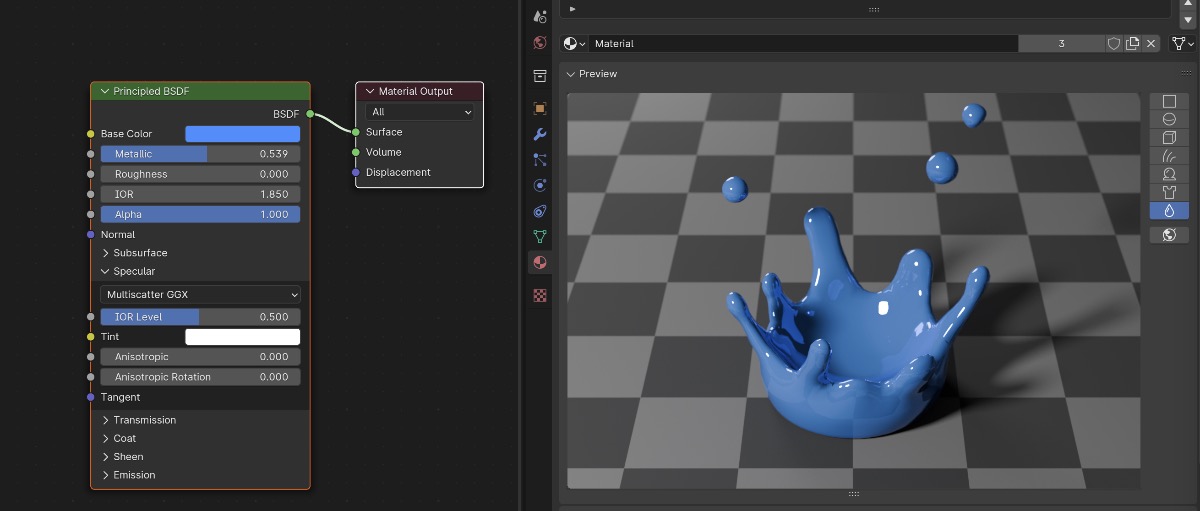 Principled BSDF
BSDF
Base Color
Metallic 0.539
Roughness 0.000
IOR 1.850
Alpha 1.000
Normal
Subsurface
Specular
Multiscatter GGX
IOR Level 0.500
Tint
Anisotropic 0.000
Anisotropic Rotation 0.000
Tangent
Transmission
Coat
Sheen
Emission
Material Output
All
Surface
Volume
Displacement
Material 3
Preview